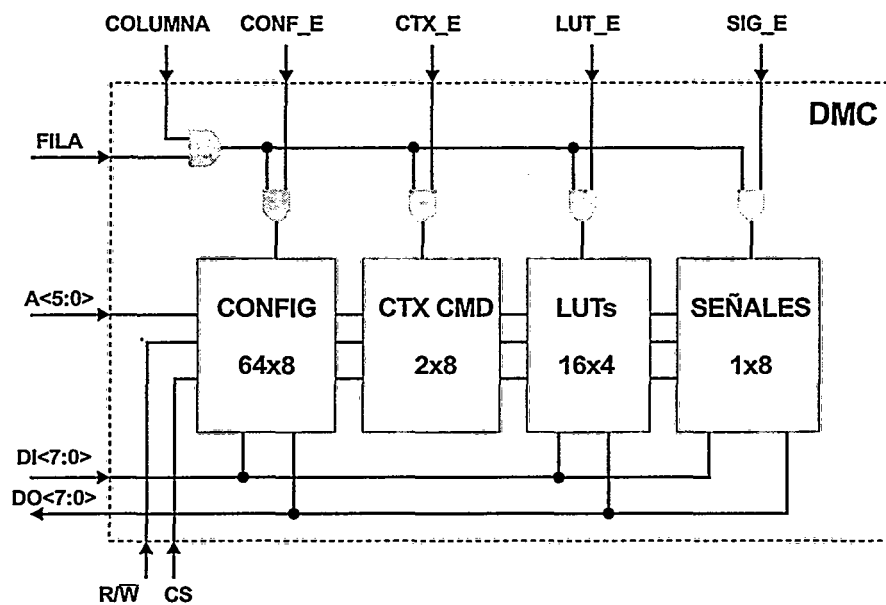 COLUMNA CONF_E CTX_E LUT_E SIG_E
DMC
FILA
A<5:0>
CONFIG
64x8
CTX CMD
2x8
LUTs
16x4
SEÑALES
1x8
DI<7:0>
DO<7:0>
R/W̅ CS